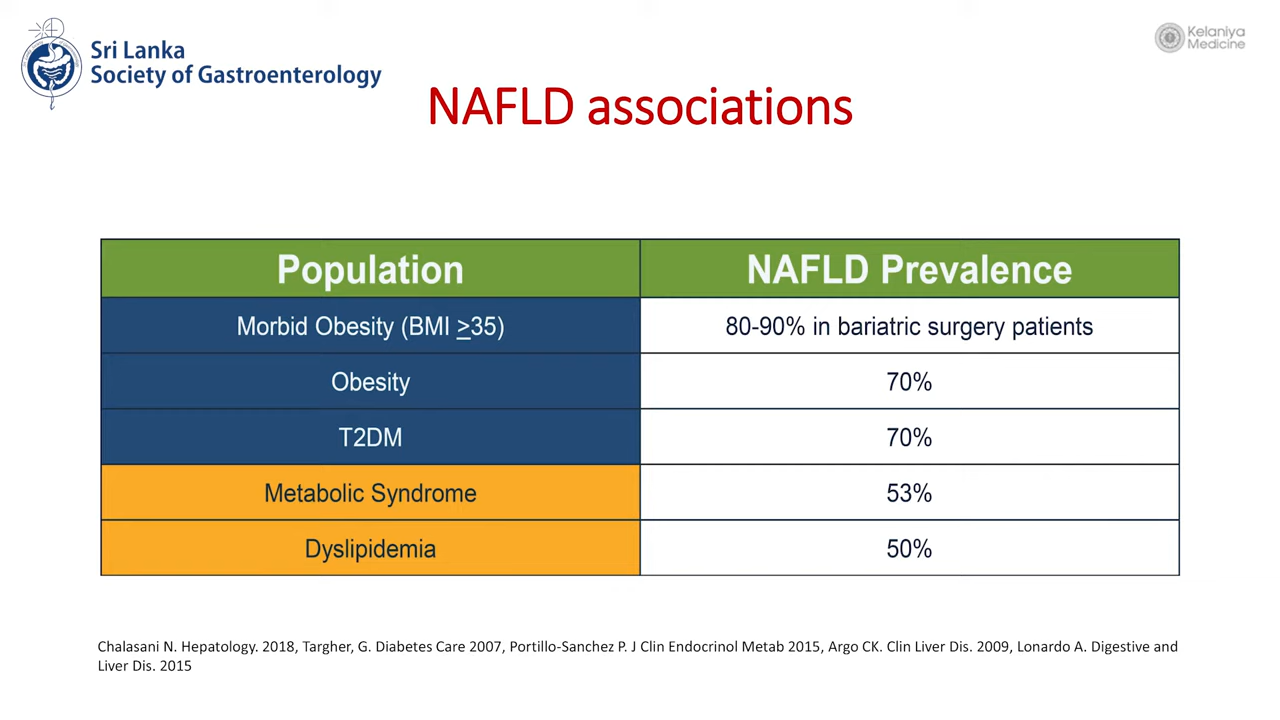 Sri Lanka
Society of Gastroenterology
Kelaniya
Medicine
NAFLD associations
Population
NAFLD Prevalence
Morbid Obesity (BMI >35)
80-90% in bariatric surgery patients
Obesity
70%
T2DM
70%
Metabolic Syndrome
53%
Dyslipidemia
50%
Chalasani N. Hepatology. 2018, Targher, G. Diabetes Care 2007, Portillo-Sanchez P. J Clin Endocrinol Metab 2015, Argo CK. Clin Liver Dis. 2009, Lonardo A. Digestive and
Liver Dis. 2015